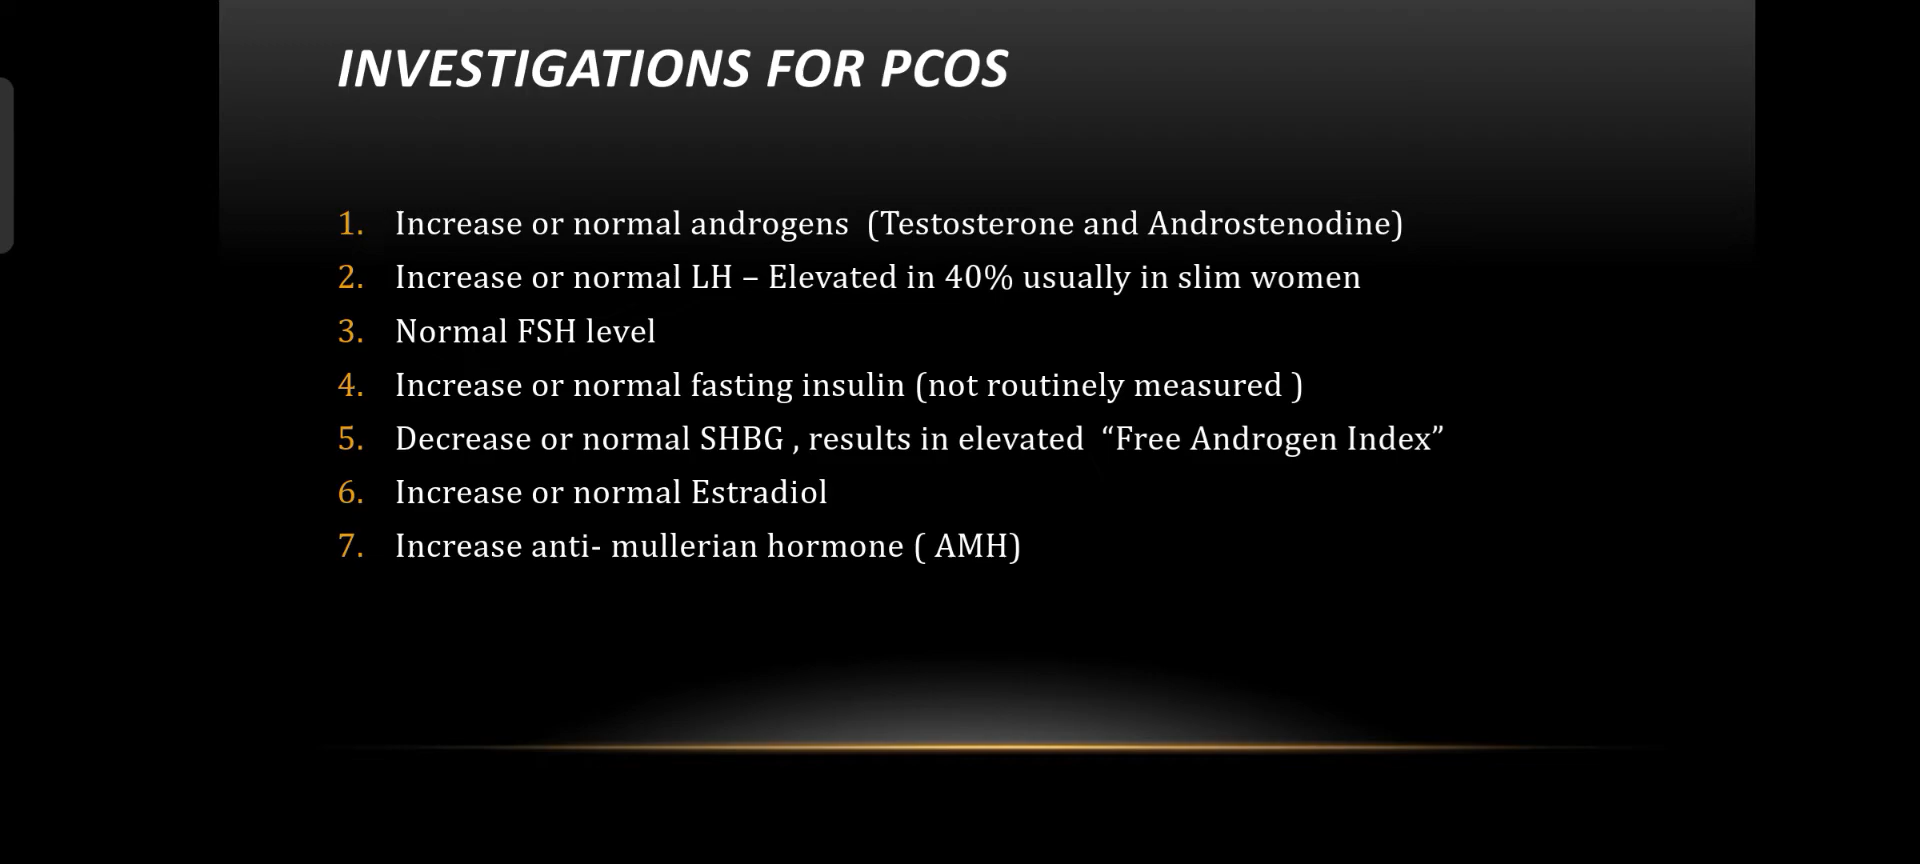 INVESTIGATIONS FOR PCOS
1. Increase or normal androgens (Testosterone and Androstenodine)
2. Increase or normal LH – Elevated in 40% usually in slim women
3. Normal FSH level
4. Increase or normal fasting insulin (not routinely measured )
5. Decrease or normal SHBG , results in elevated “Free Androgen Index”
6. Increase or normal Estradiol
7. Increase anti- mullerian hormone ( AMH)